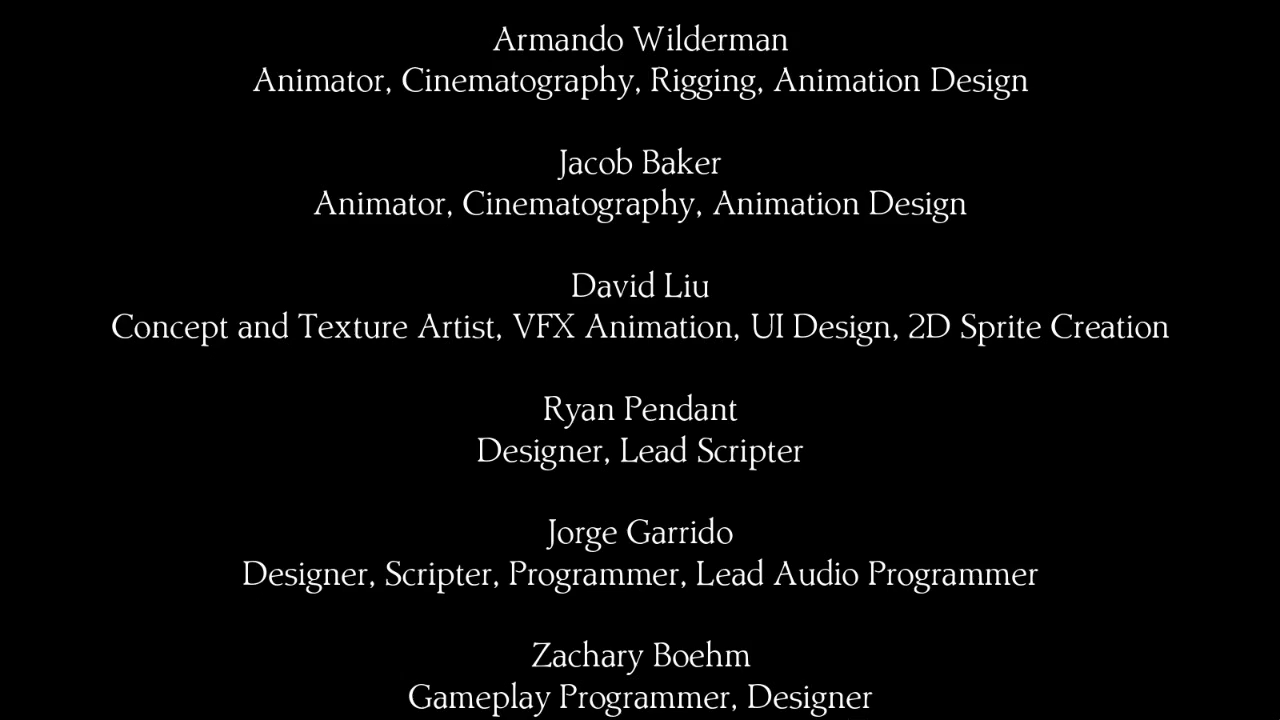 Armando Wilderman
Animator, Cinematography, Rigging, Animation Design
Jacob Baker
Animator, Cinematography, Animation Design
David Liu
Concept and Texture Artist, VFX Animation, UI Design, 2D Sprite Creation
Ryan Pendant
Designer, Lead Scripter
Jorge Garrido
Designer, Scripter, Programmer, Lead Audio Programmer
Zachary Boehm
Gameplay Programmer, Designer